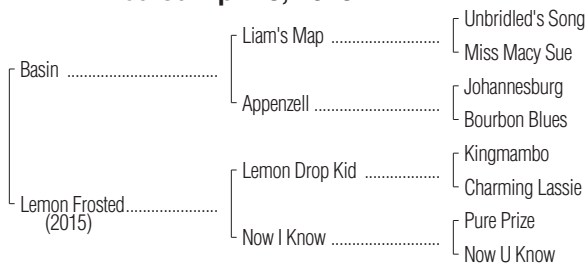 Unbridled's Song
Liam's Map
Miss Macy Sue
Basin
Johannesburg
Appenzell
Bourbon Blues
Kingmambo
Lemon Drop Kid
Charming Lassie
Lemon Frosted
(2015)
Pure Prize
Now I Know
Now U Know